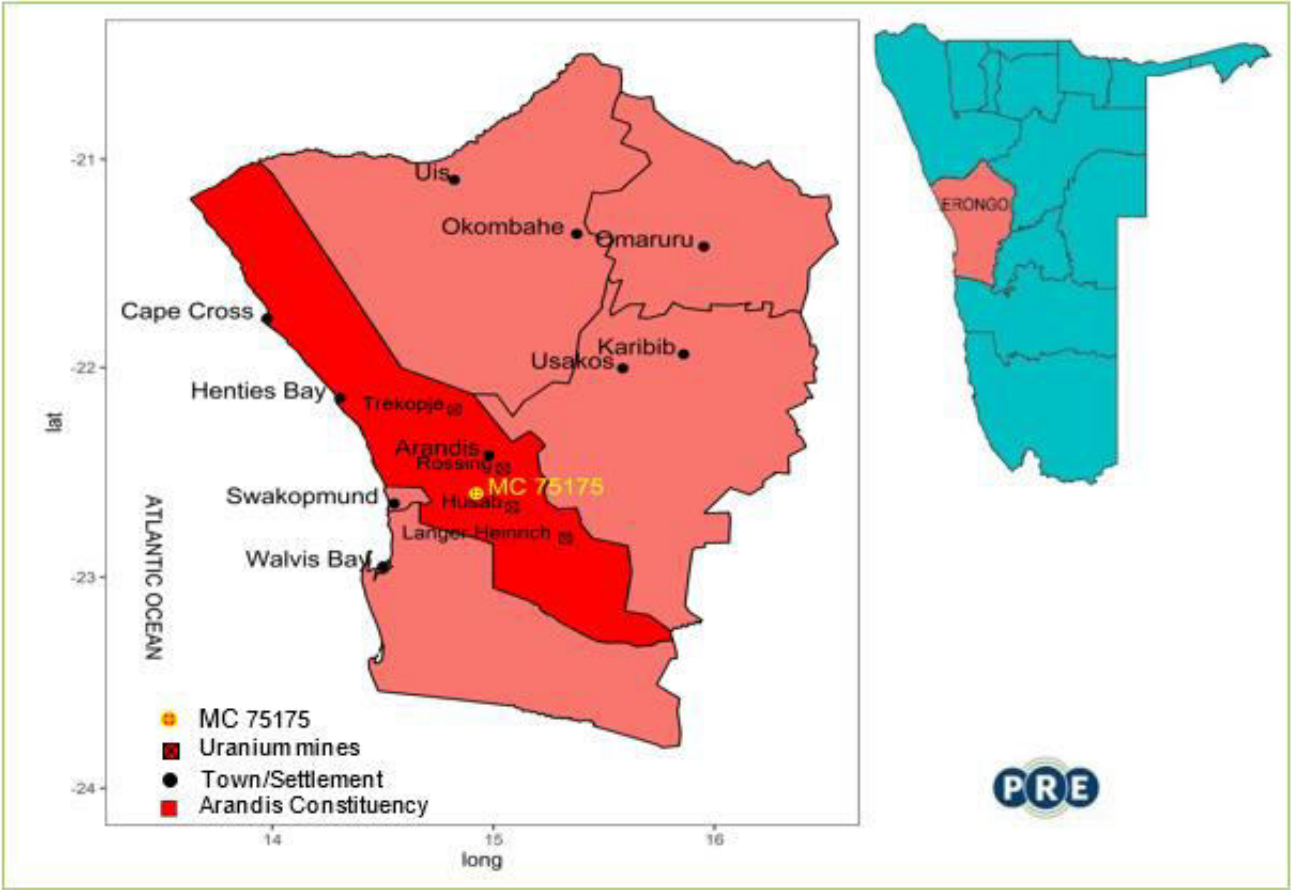 -21
-22
-23
-24
lat
14
15
16
long
ATLANTIC OCEAN
Uis
Okombahe
Omaruru
Cape Cross
Karibib
Usakos
Henties Bay
Trekopje
Arandis
Rossing
MC 75175
Swakopmund
Husab
Langer Heinrich
Walvis Bay
MC 75175
Uranium mines
Town/Settlement
Arandis Constituency
ERONGO
PRE